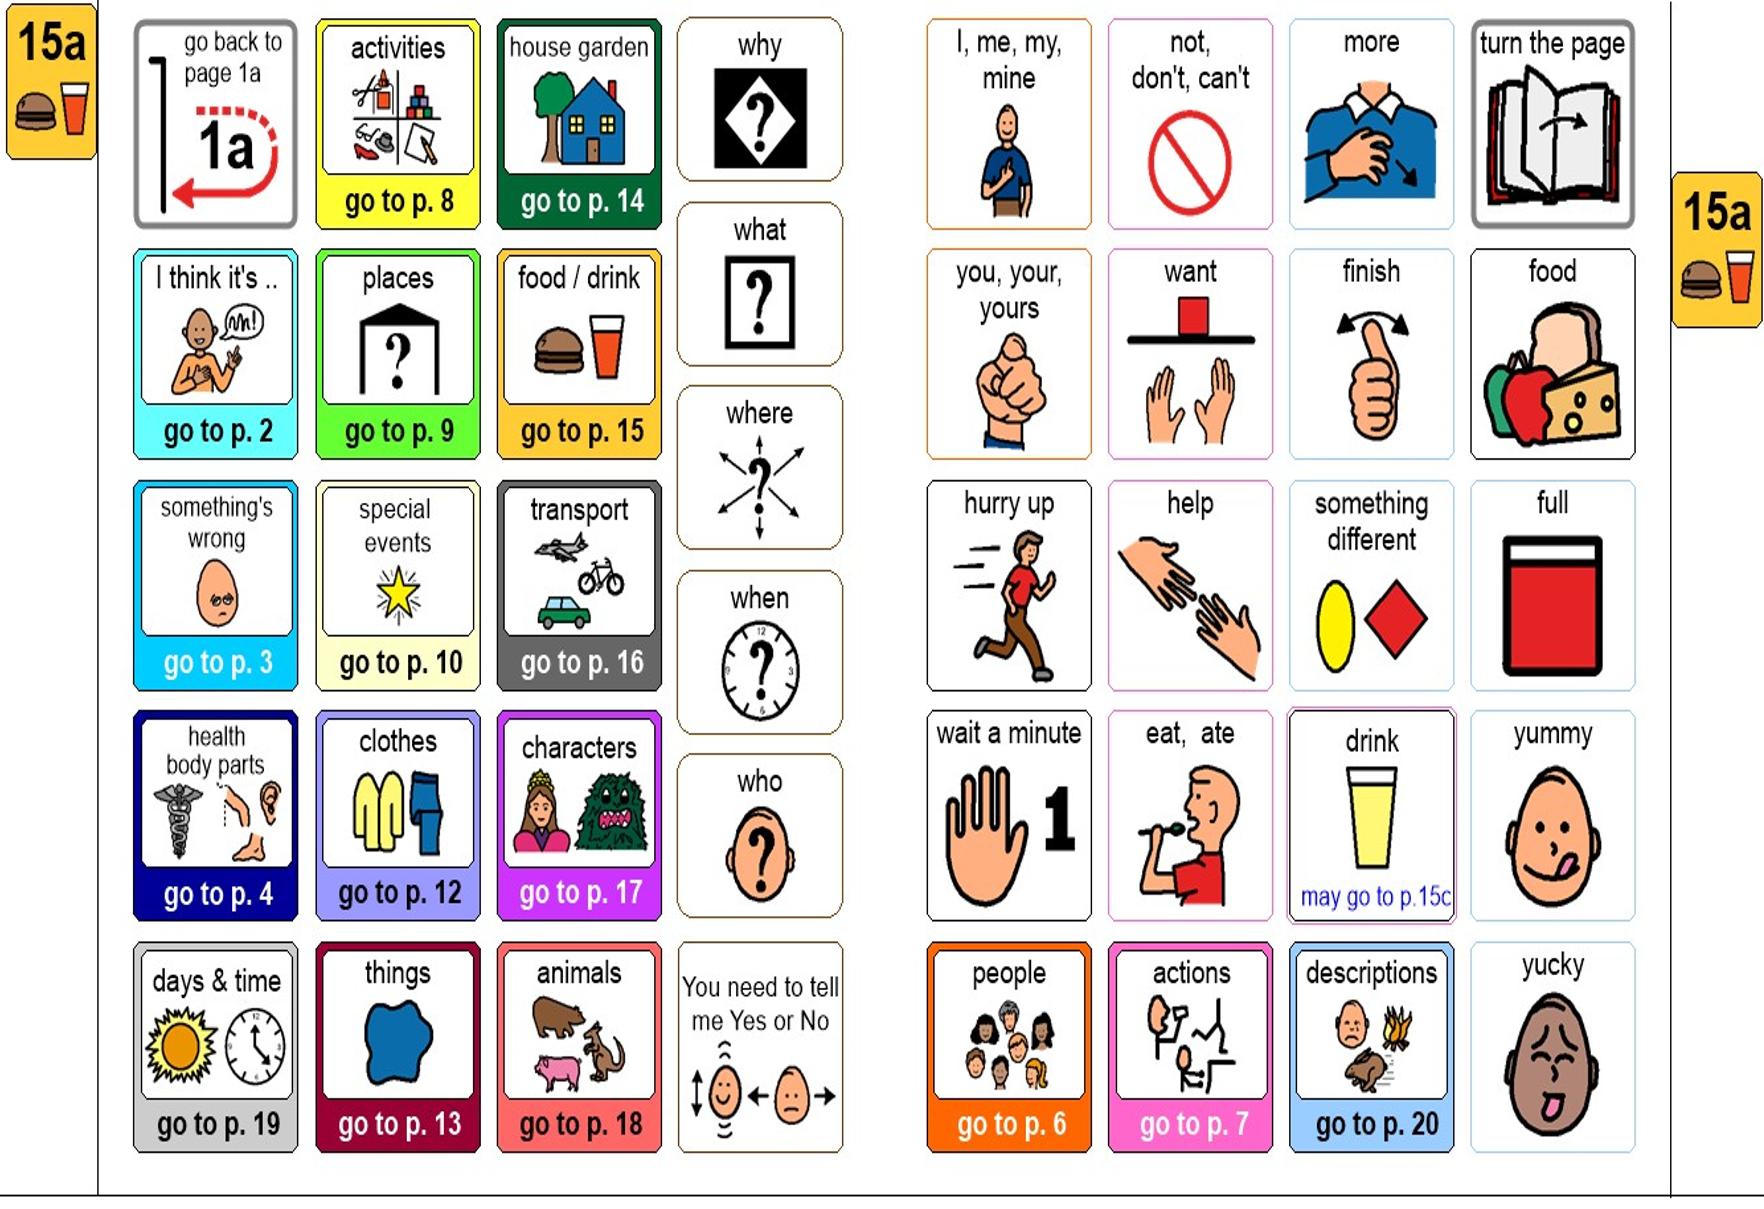 15a
go back to
page 1a
1a
activities
go to p. 8
house garden
go to p. 14
why
?
I think it's ..
go to p. 2
places
?
go to p. 9
food / drink
go to p. 15
what
?
something's
wrong
go to p. 3
special
events
go to p. 10
transport
go to p. 16
where
?
health
body parts
go to p. 4
clothes
go to p. 12
characters
go to p. 17
when
12
?
3
6
who
?
days & time
go to p. 19
things
go to p. 13
animals
go to p. 18
You need to tell
me Yes or No
I, me, my,
mine
not,
don't, can't
more
turn the page
15a
you, your,
yours
want
finish
food
hurry up
help
something
different
full
wait a minute
1
eat, ate
drink
may go to p.15c
yummy
people
go to p. 6
actions
go to p. 7
descriptions
go to p. 20
yucky